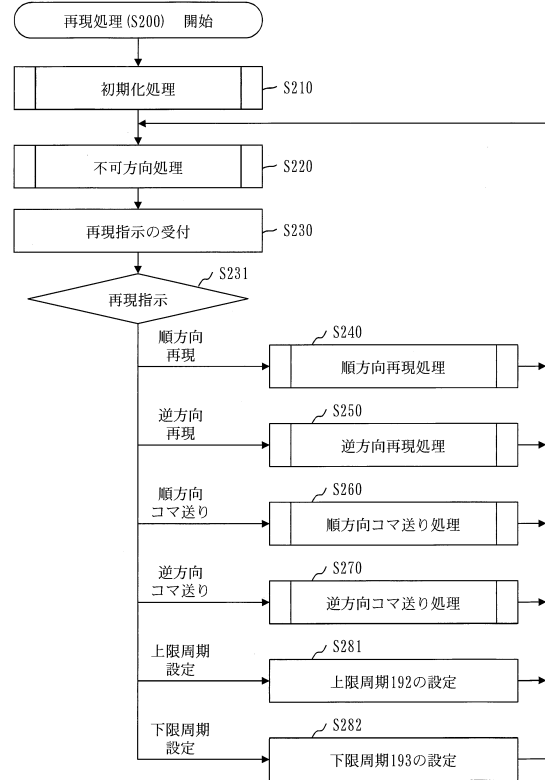 再現処理(S200) 開始
初期化処理
S210
不可方向処理
S220
再現指示の受付
S230
S231
再現指示
順方向
再現
S240
順方向再現処理
逆方向
再現
S250
逆方向再現処理
順方向
コマ送り
S260
順方向コマ送り処理
逆方向
コマ送り
S270
逆方向コマ送り処理
上限周期
設定
S281
上限周期192の設定
下限周期
設定
S282
下限周期193の設定